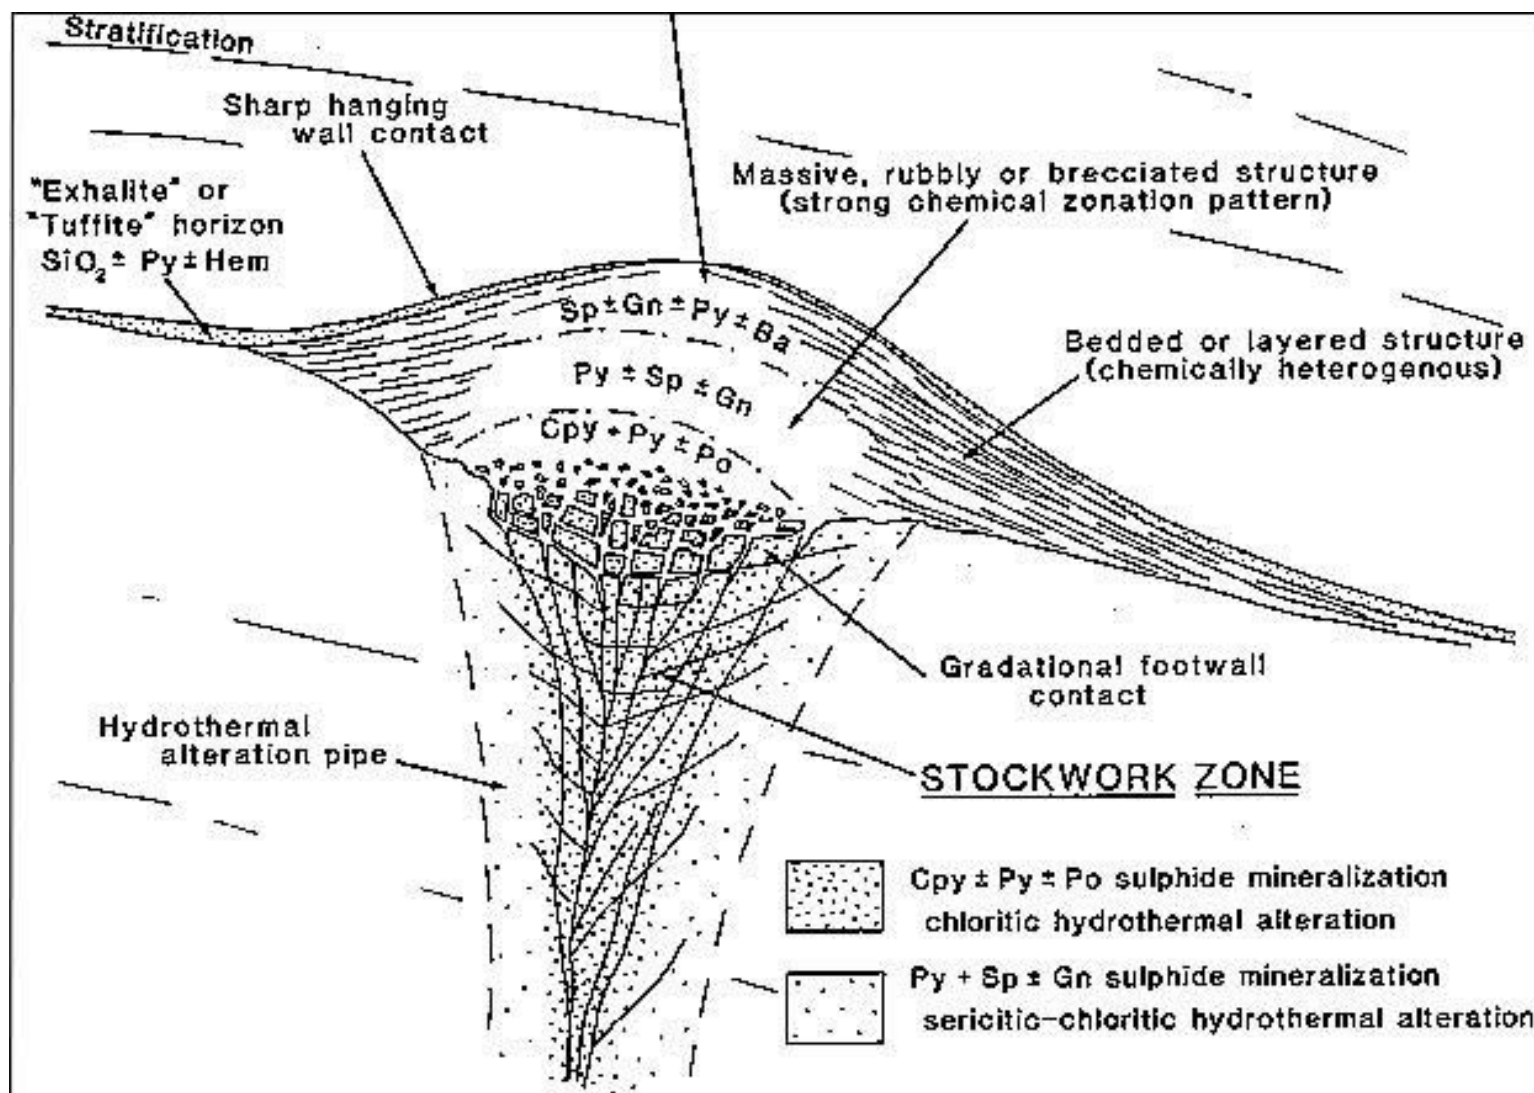 Stratification
Sharp hanging
wall contact
"Exhalite" or
"Tuffite" horizon
SiO₂ ± Py ± Hem
Massive, rubbly or brecciated structure
(strong chemical zonation pattern)
Sp ± Gn ± Py ± Ba
Bedded or layered structure
(chemically heterogenous)
Py ± Sp ± Gn
Cpy + Py ± Po
Gradational footwall
contact
Hydrothermal
alteration pipe
STOCKWORK ZONE
Cpy ± Py ± Po sulphide mineralization
chloritic hydrothermal alteration
Py + Sp ± Gn sulphide mineralization
sericitic-chloritic hydrothermal alteration